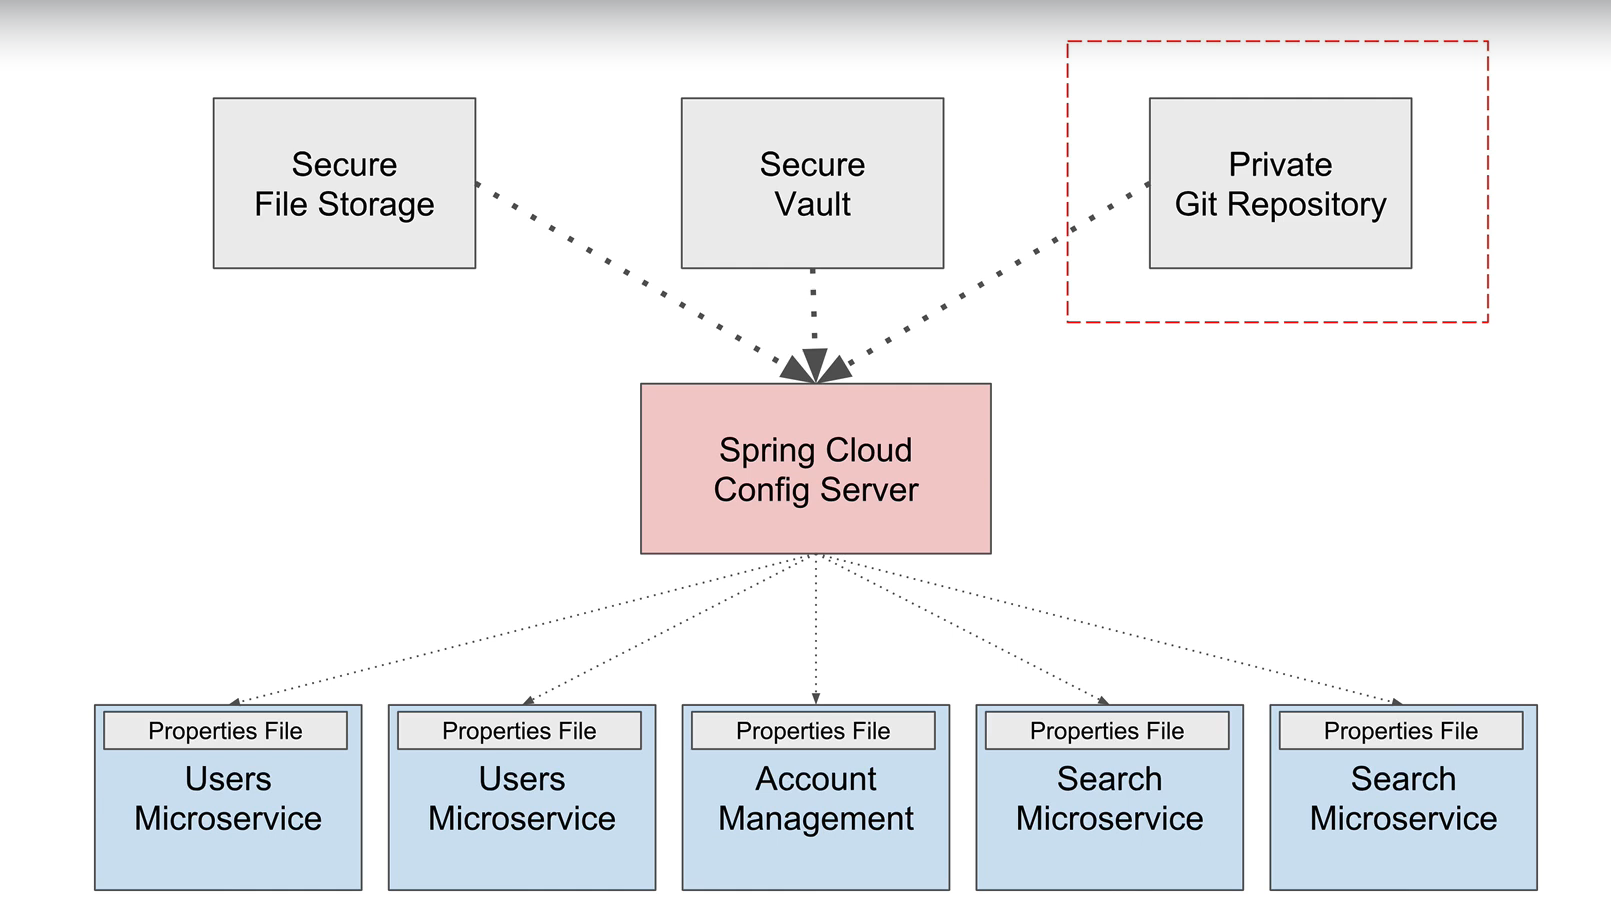 Secure
File Storage
Secure
Vault
Private
Git Repository
Spring Cloud
Config Server
Properties File
Users
Microservice
Properties File
Users
Microservice
Properties File
Account
Management
Properties File
Search
Microservice
Properties File
Search
Microservice